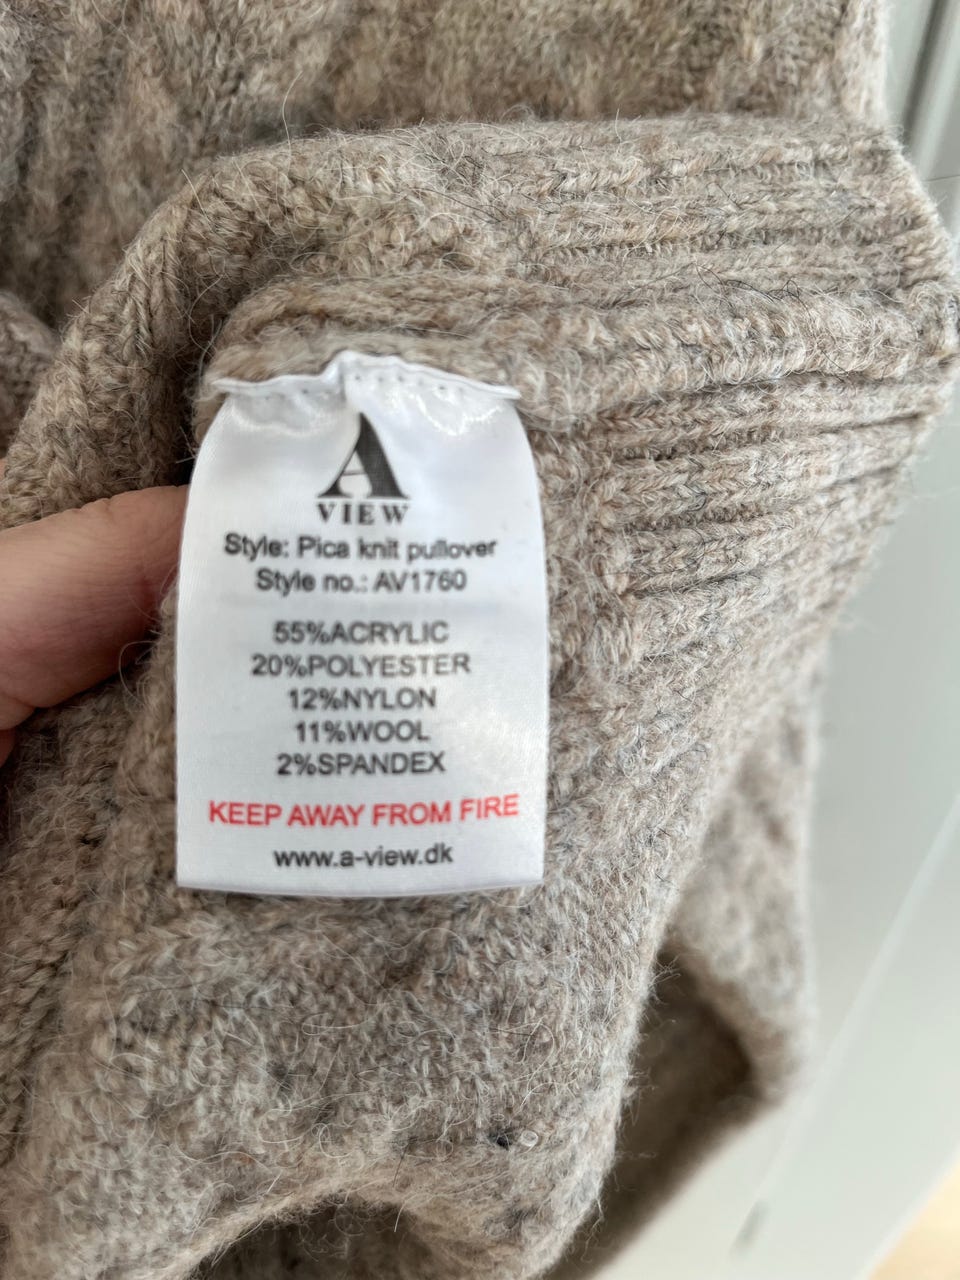 A
VIEW
Style: Pica knit pullover
Style no.: AV1760
55%ACRYLIC
20%POLYESTER
12%NYLON
11%WOOL
2%SPANDEX
KEEP AWAY FROM FIRE
www.a-view.dk